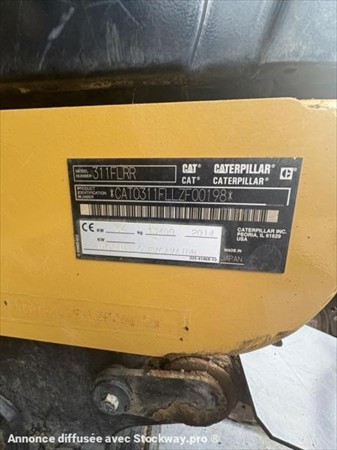 MODEL NUMBER 311FLRR CAT CATERPILLAR
CAT® CATERPILLAR®
PRODUCT IDENTIFICATION NUMBER *CAT0311FLLZF00198*
CE kW kg 2014
kW
CATERPILLAR INC.
PEORIA, IL 61629
USA
MADE IN
JAPAN
Annonce diffusée avec Stockway.pro ®